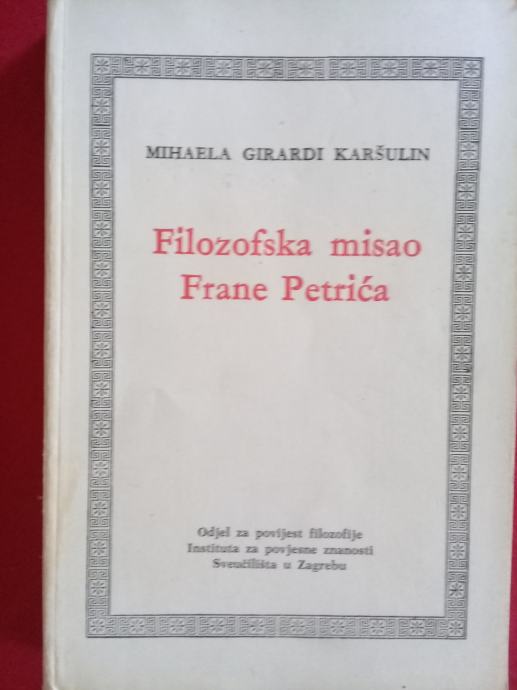 MIHAELA GIRARDI KARŠULIN
Filozofska misao
Frane Petrića
Odjel za povijest filozofije
Instituta za povjesne znanosti
Sveučilišta u Zagrebu